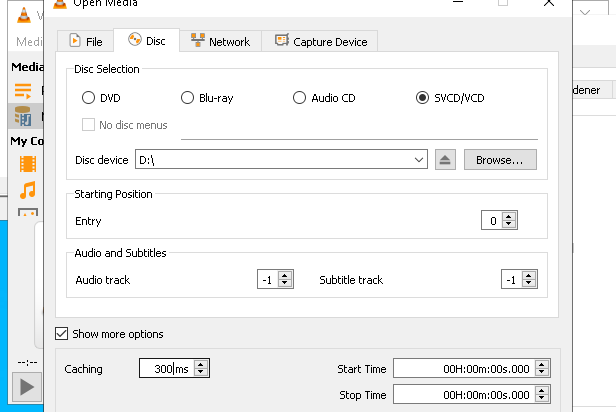 Open Media
Medi
File
Disc
Network
Capture Device
Media
Disc Selection
DVD
Blu-ray
Audio CD
SVCD/VCD
dener
No disc menus
My Co
Disc device
D:\
Browse...
Starting Position
Entry
0
Audio and Subtitles
Audio track
-1
Subtitle track
-1
Show more options
--:--
Caching
300 ms
Start Time
00H:00m:00s.000
Stop Time
00H:00m:00s.000